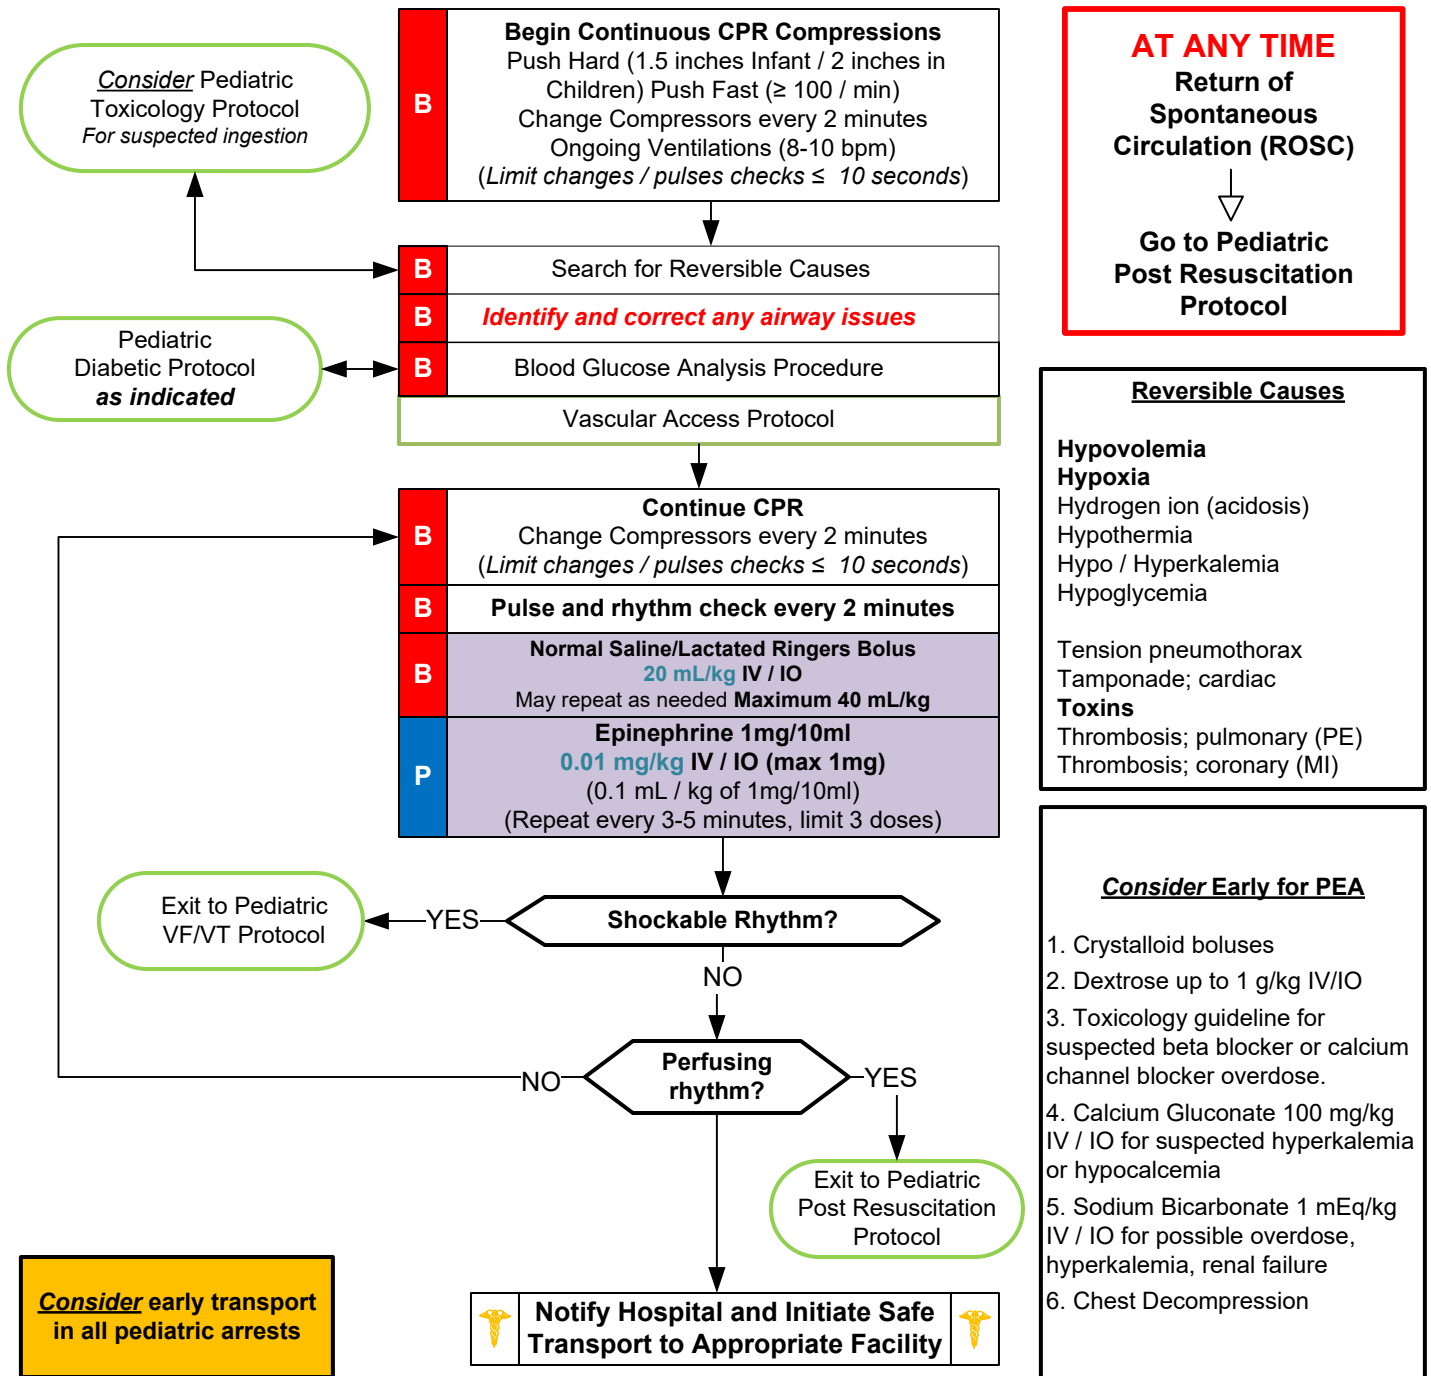 Begin Continuous CPR Compressions
Push Hard (1.5 inches Infant / 2 inches in
Children) Push Fast (≥ 100 / min)
Change Compressors every 2 minutes
Ongoing Ventilations (8-10 bpm)
(Limit changes / pulses checks ≤ 10 seconds)
B
Consider Pediatric
Toxicology Protocol
For suspected ingestion
AT ANY TIME
Return of
Spontaneous
Circulation (ROSC)
Go to Pediatric
Post Resuscitation
Protocol
B
Search for Reversible Causes
B
Identify and correct any airway issues
B
Blood Glucose Analysis Procedure
Vascular Access Protocol
Pediatric
Diabetic Protocol
as indicated
B
Continue CPR
Change Compressors every 2 minutes
(Limit changes / pulses checks ≤ 10 seconds)
B
Pulse and rhythm check every 2 minutes
B
Normal Saline/Lactated Ringers Bolus
20 mL/kg IV / IO
May repeat as needed Maximum 40 mL/kg
P
Epinephrine 1mg/10ml
0.01 mg/kg IV / IO (max 1mg)
(0.1 mL / kg of 1mg/10ml)
(Repeat every 3-5 minutes, limit 3 doses)
Reversible Causes
Hypovolemia
Hypoxia
Hydrogen ion (acidosis)
Hypothermia
Hypo / Hyperkalemia
Hypoglycemia
Tension pneumothorax
Tamponade; cardiac
Toxins
Thrombosis; pulmonary (PE)
Thrombosis; coronary (MI)
Shockable Rhythm?
YES
Exit to Pediatric
VF/VT Protocol
NO
Perfusing
rhythm?
NO
YES
Exit to Pediatric
Post Resuscitation
Protocol
Consider Early for PEA
1. Crystalloid boluses
2. Dextrose up to 1 g/kg IV/IO
3. Toxicology guideline for
suspected beta blocker or calcium
channel blocker overdose.
4. Calcium Gluconate 100 mg/kg
IV / IO for suspected hyperkalemia
or hypocalcemia
5. Sodium Bicarbonate 1 mEq/kg
IV / IO for possible overdose,
hyperkalemia, renal failure
6. Chest Decompression
Consider early transport
in all pediatric arrests
Notify Hospital and Initiate Safe
Transport to Appropriate Facility